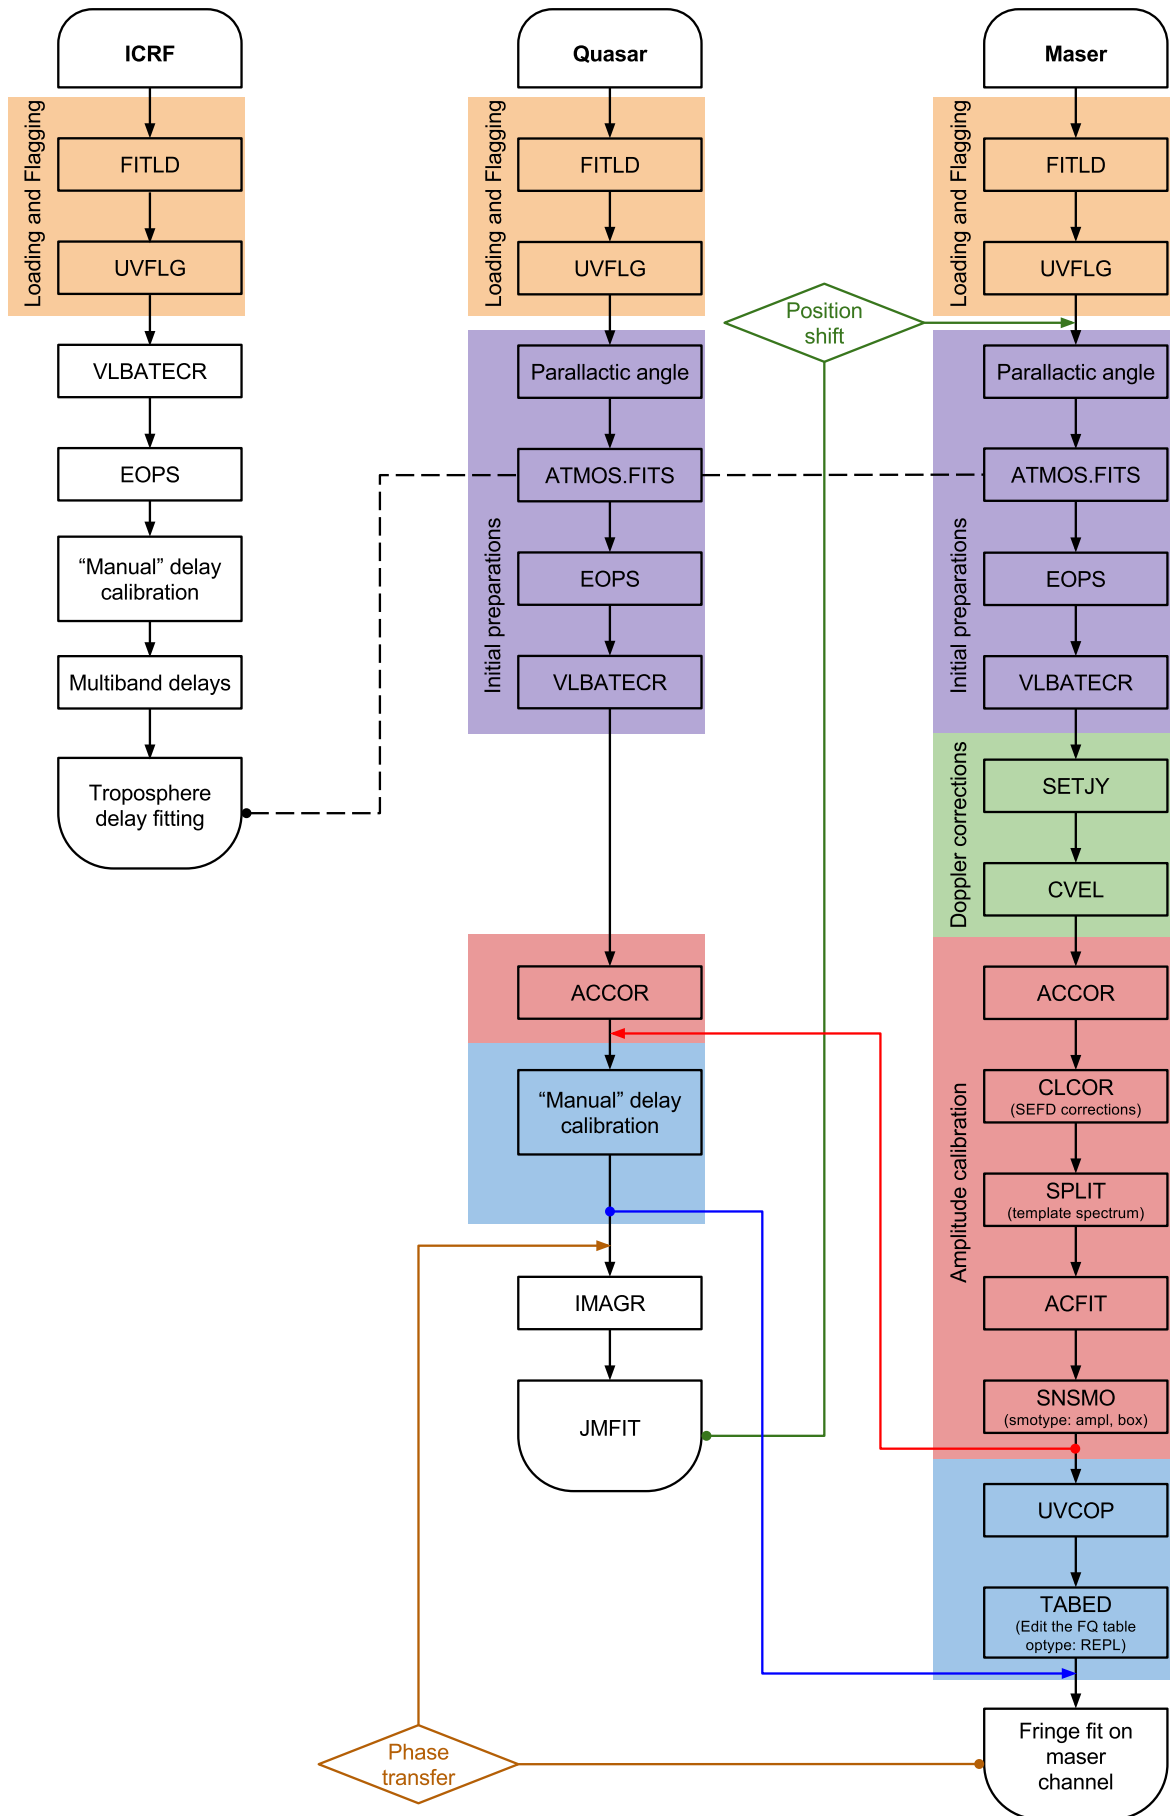 ICRF
Loading and Flagging
FITLD
UVFLG
VLBATECR
EOPS
“Manual” delay
calibration
Multiband delays
Troposphere
delay fitting
Quasar
Loading and Flagging
FITLD
UVFLG
Initial preparations
Parallactic angle
ATMOS.FITS
EOPS
VLBATECR
ACCOR
“Manual” delay
calibration
IMAGR
JMFIT
Position
shift
Phase
transfer
Maser
Loading and Flagging
FITLD
UVFLG
Initial preparations
Parallactic angle
ATMOS.FITS
EOPS
VLBATECR
Doppler corrections
SETJY
CVEL
Amplitude calibration
ACCOR
CLCOR
(SEFD corrections)
SPLIT
(template spectrum)
ACFIT
SNSMO
(smotype: ampl, box)
UVCOP
TABED
(Edit the FQ table
optype: REPL)
Fringe fit on
maser
channel